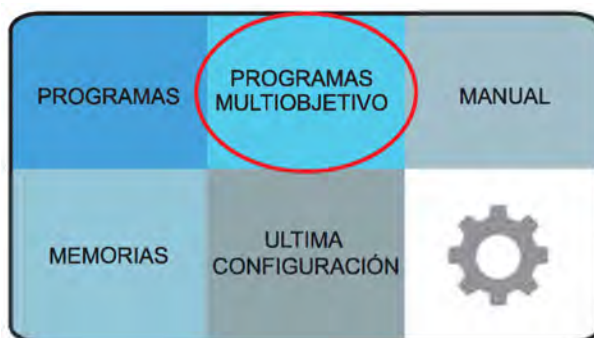 PROGRAMAS
PROGRAMAS
MULTIOBJETIVO
MANUAL
MEMORIAS
ULTIMA
CONFIGURACIÓN